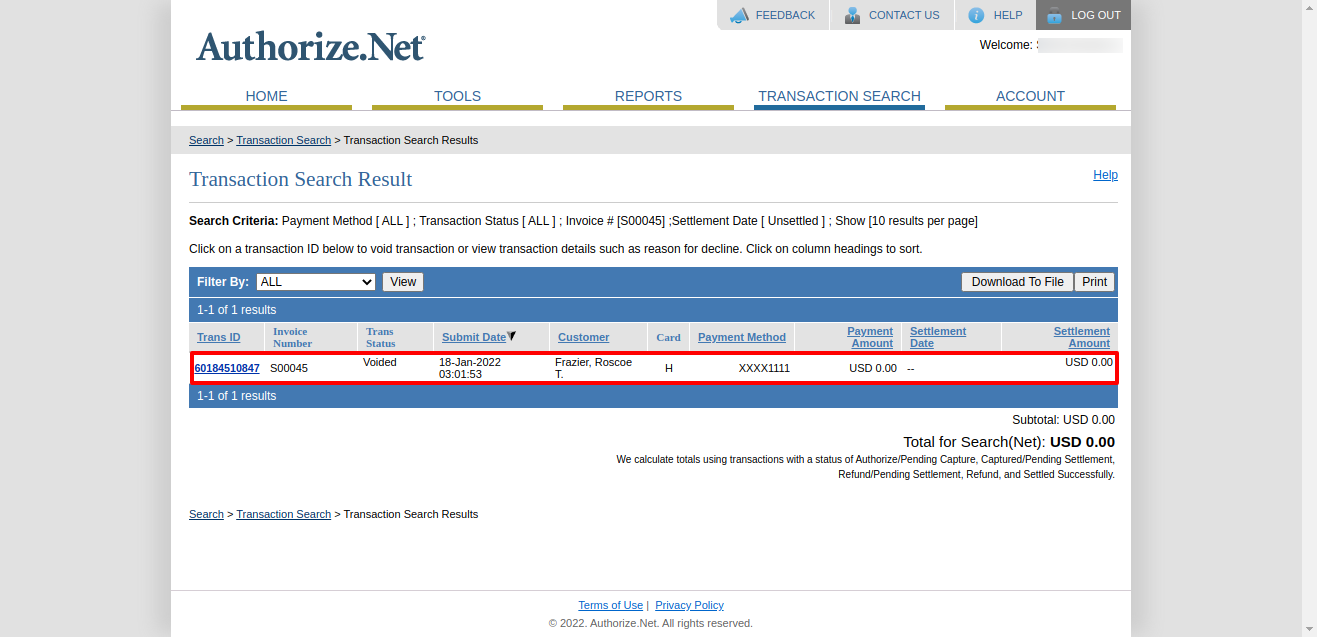 FEEDBACK CONTACT US HELP LOG OUT
Authorize.Net®
Welcome:
HOME TOOLS REPORTS TRANSACTION SEARCH ACCOUNT
Search > Transaction Search > Transaction Search Results
Transaction Search Result Help
Search Criteria: Payment Method [ ALL ] ; Transaction Status [ ALL ] ; Invoice # [S00045] ;Settlement Date [ Unsettled ] ; Show [10 results per page]
Click on a transaction ID below to void transaction or view transaction details such as reason for decline. Click on column headings to sort.
Filter By: ALL View Download To File Print
1-1 of 1 results
Trans ID Invoice Number Trans Status Submit Date Customer Card Payment Method Payment Amount Settlement Date Settlement Amount
60184510847 S00045 Voided 18-Jan-2022 03:01:53 Frazier, Roscoe T. H XXXX1111 USD 0.00 -- USD 0.00
1-1 of 1 results
Subtotal: USD 0.00
Total for Search(Net): USD 0.00
We calculate totals using transactions with a status of Authorize/Pending Capture, Captured/Pending Settlement,
Refund/Pending Settlement, Refund, and Settled Successfully.
Search > Transaction Search > Transaction Search Results
Terms of Use | Privacy Policy
© 2022. Authorize.Net. All rights reserved.